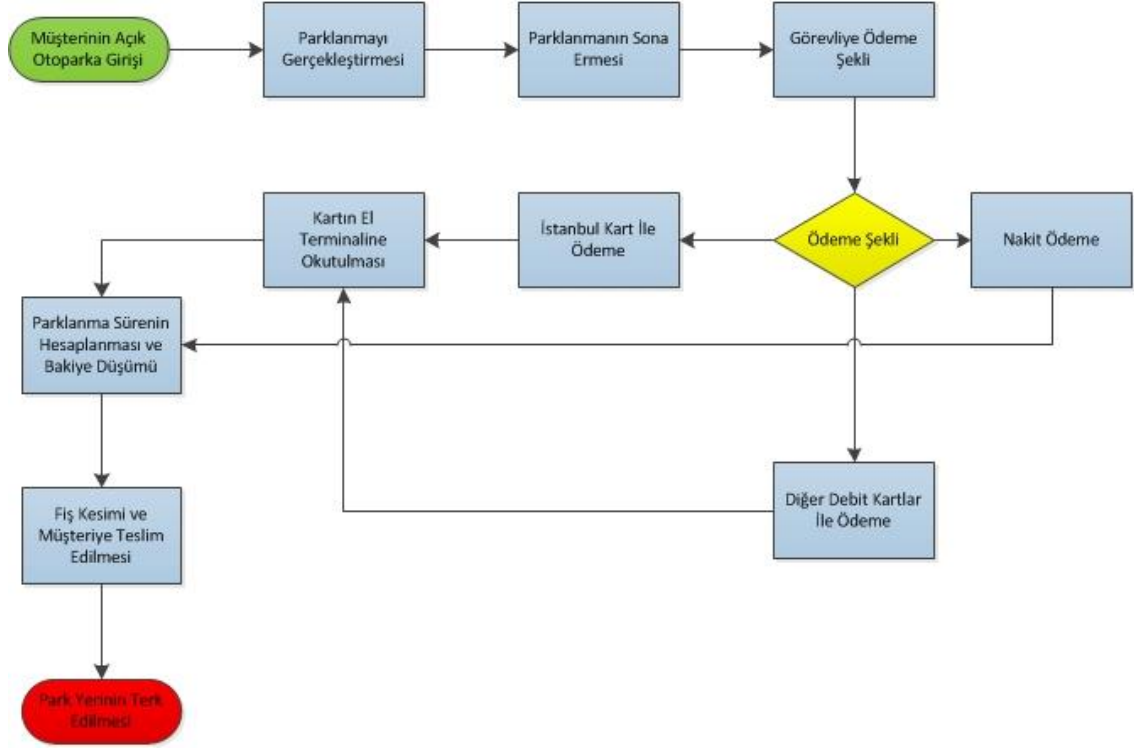 Müşterinin Açık
Otoparka Girişi
Parklanmayı
Gerçekleştirmesi
Parklanmanın Sona
Ermesi
Görevliye Ödeme
Şekli
Kartın El
Terminaline
Okutulması
İstanbul Kart İle
Ödeme
Ödeme Şekli
Nakit Ödeme
Parklanma Sürenin
Hesaplanması ve
Bakiye Düşümü
Diğer Debit Kartlar
İle Ödeme
Fiş Kesimi ve
Müşteriye Teslim
Edilmesi
Park Yerinin Terk
Edilmesi